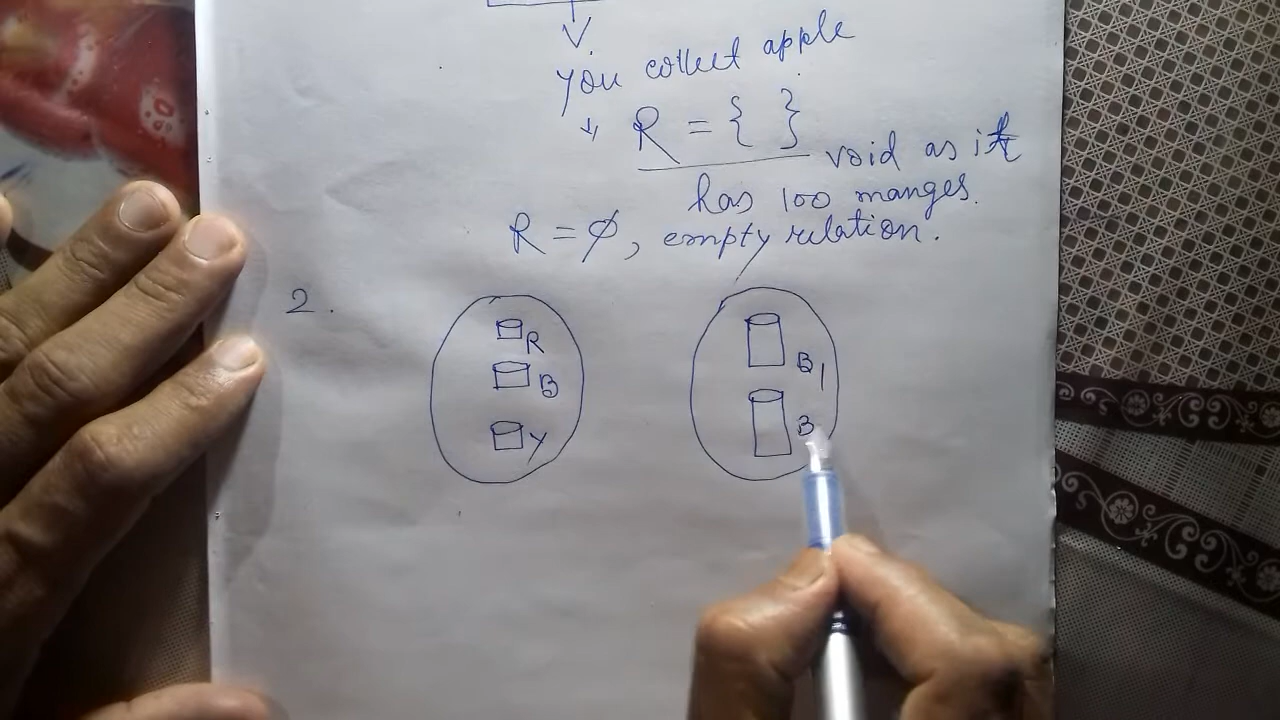 You collect apple
R = { }
void as it
has 100 manges.
R = ϕ, empty relation.
2.
R
B
Y
B1
B